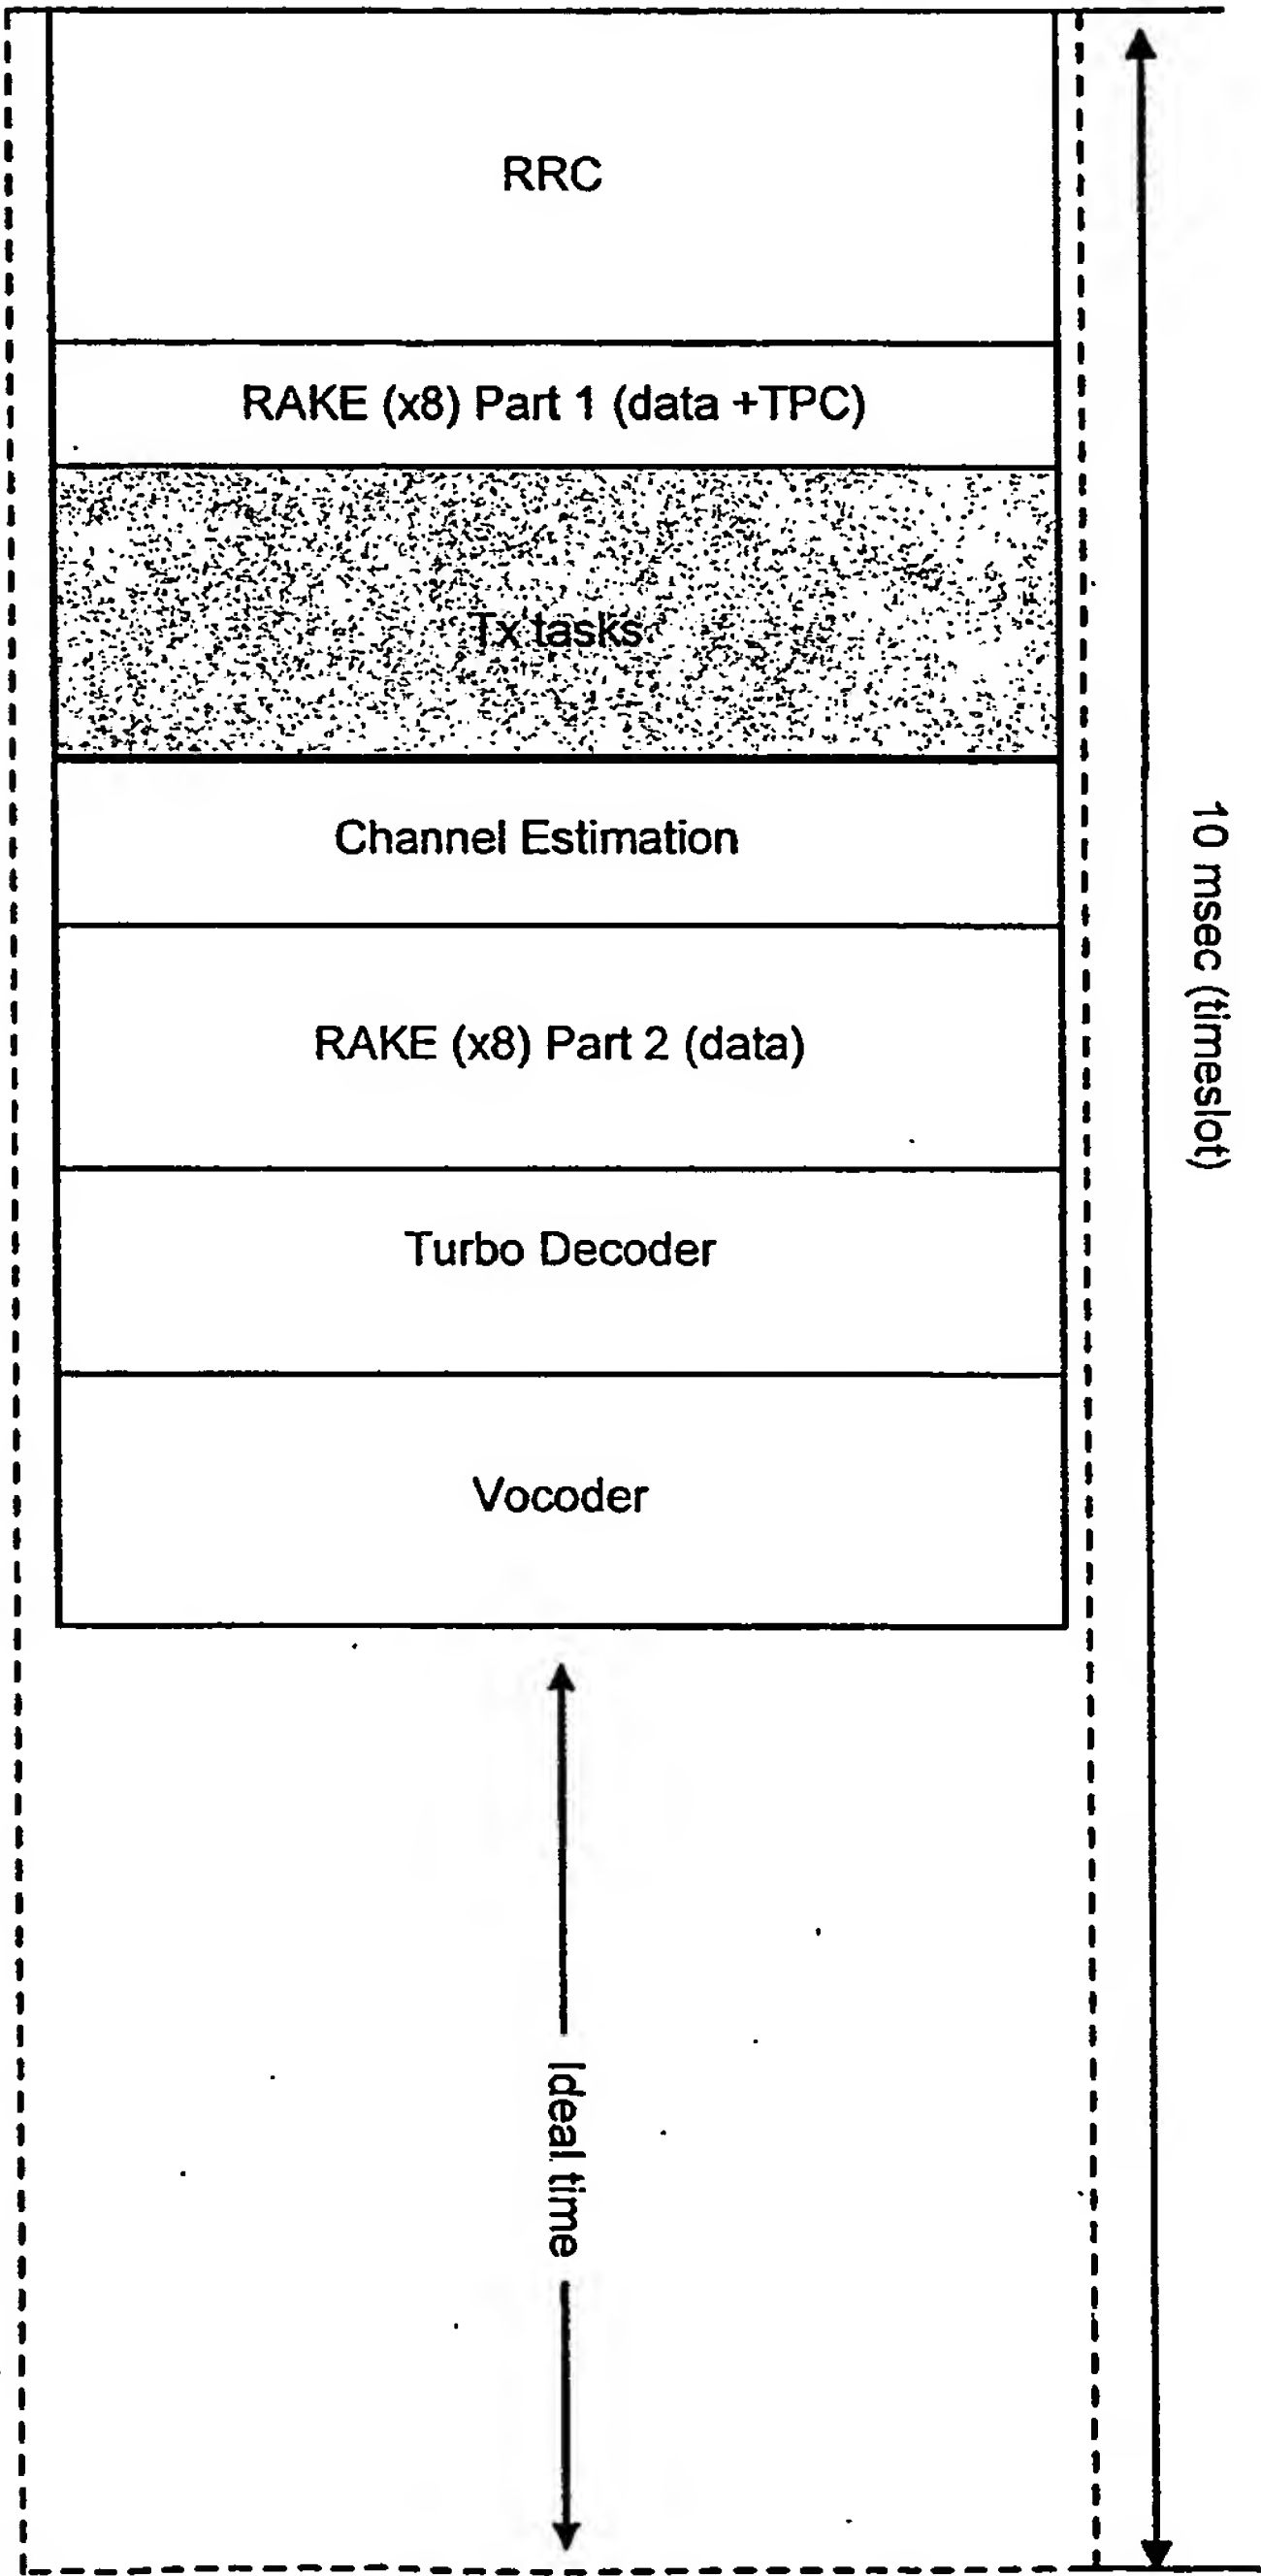 RRC
RAKE (x8) Part 1 (data +TPC)
Tx tasks
Channel Estimation
RAKE (x8) Part 2 (data)
Turbo Decoder
Vocoder
Ideal time
10 msec (timeslot)